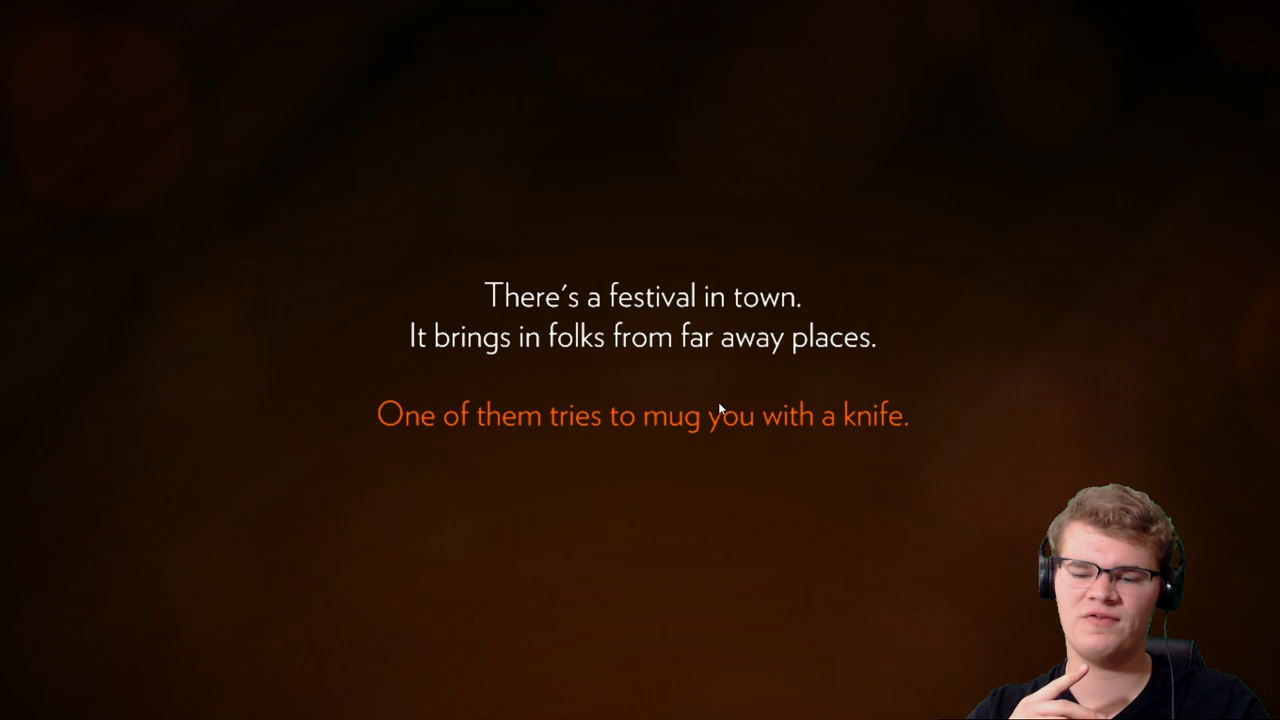 There's a festival in town.
It brings in folks from far away places.
One of them tries to mug you with a knife.